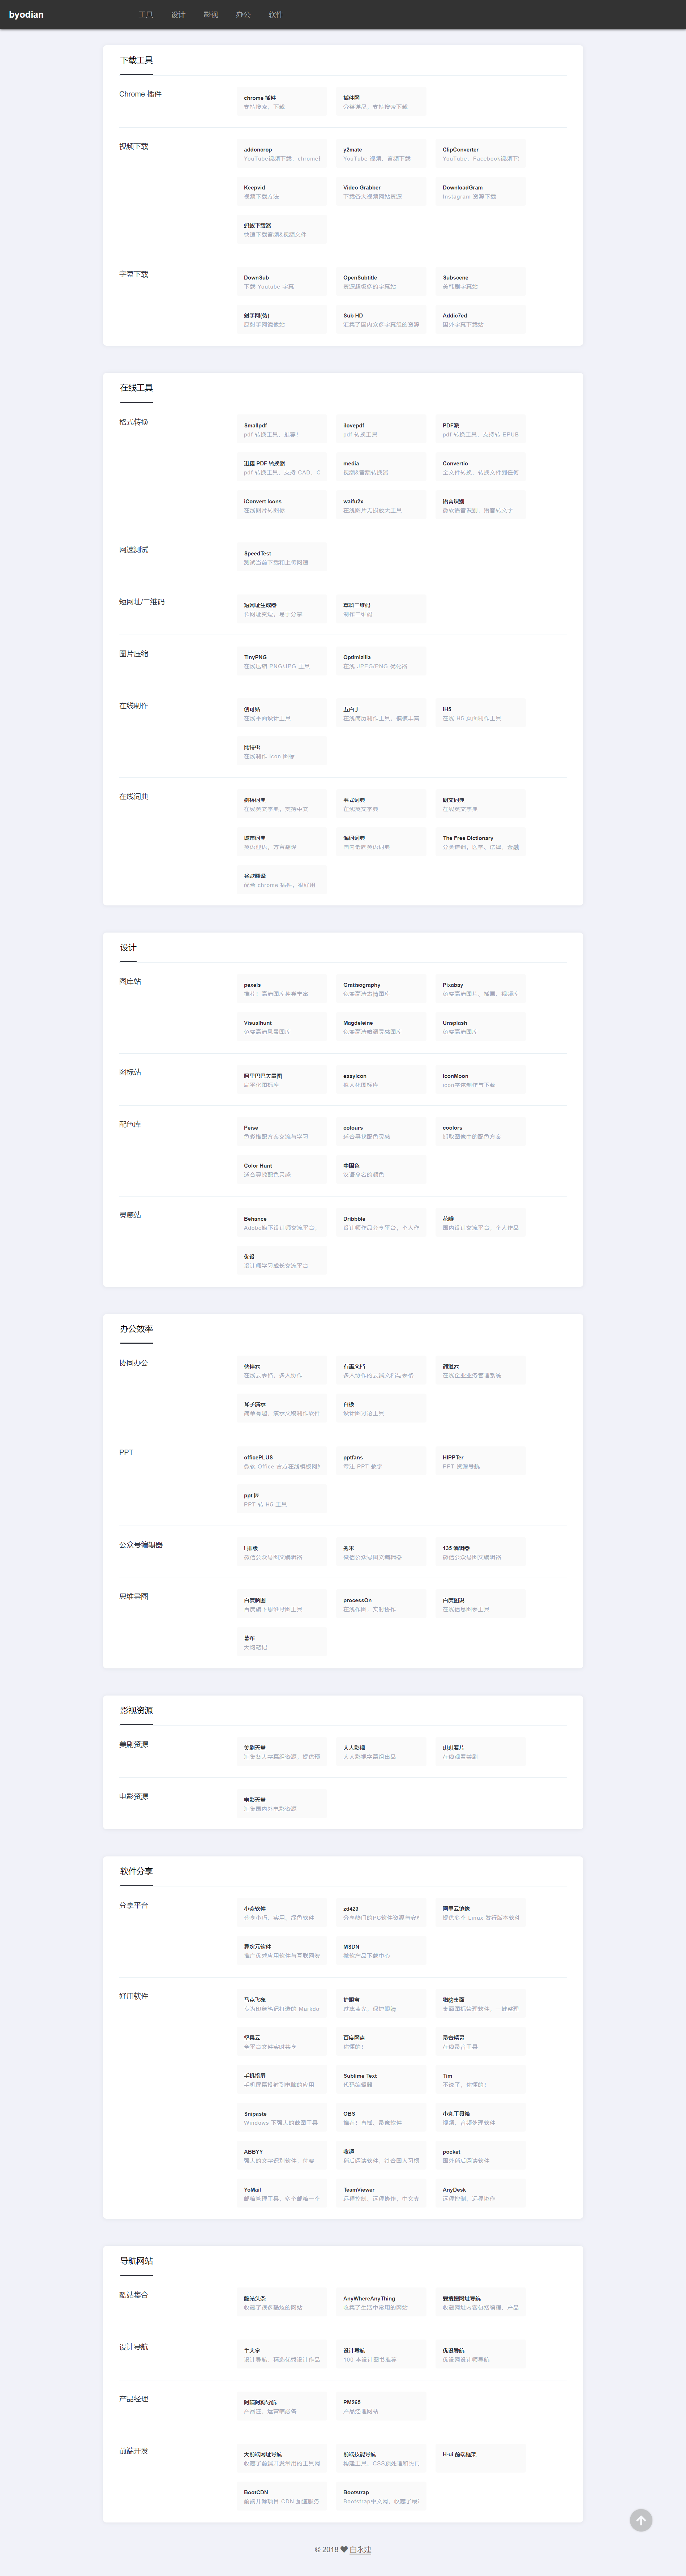 byodian 工具 设计 影视 办公 软件
下载工具
Chrome 插件
chrome 插件
支持搜索、下载
插件网
分类详尽、支持搜索下载
视频下载
addoncrop
YouTube视频下载，chrome
y2mate
YouTube 视频、音频下载
ClipConverter
YouTube、Facebook视频下
Keepvid
视频下载方法
Video Grabber
下载各大视频网站资源
DownloadGram
Instagram 资源下载
蚂蚁下载器
快速下载音频&视频文件
字幕下载
DownSub
下载 Youtube 字幕
OpenSubtitle
资源超级多的字幕站
Subscene
美韩剧字幕站
射手网(伪)
原射手网镜像站
Sub HD
汇集了国内众多字幕组的资源
Addic7ed
国外字幕下载站
在线工具
格式转换
Smallpdf
pdf 转换工具，推荐！
ilovepdf
pdf 转换工具
PDF派
pdf 转换工具，支持转 EPUB
迅捷 PDF 转换器
pdf 转换工具，支持 CAD、C
media
视频&音频转换器
Convertio
全文件转换，转换文件到任何
iConvert Icons
在线图片转图标
waifu2x
在线图片无损放大工具
语音识别
微软语音识别，语音转文字
网速测试
SpeedTest
测试当前下载和上传网速
短网址/二维码
短网址生成器
长网址变短，易于分享
草料二维码
制作二维码
图片压缩
TinyPNG
在线压缩 PNG/JPG 工具
Optimizilla
在线 JPEG/PNG 优化器
在线制作
创可贴
在线平面设计工具
五百丁
在线简历制作工具，模板丰富
iH5
在线 H5 页面制作工具
比特虫
在线制作 icon 图标
在线词典
剑桥词典
在线英文字典，支持中文
韦式词典
在线英文字典
朗文词典
在线英文字典
城市词典
英语俚语、方言翻译
海词词典
国内老牌英语词典
The Free Dictionary
分类详细，医学、法律、金融
谷歌翻译
配合 chrome 插件，很好用
设计
图库站
pexels
推荐！高清图库种类丰富
Gratisography
免费高清表情图库
Pixabay
免费高清图片、插画、视频库
Visualhunt
免费高清风景图库
Magdeleine
免费高清格调灵感图库
Unsplash
免费高清图库
图标站
阿里巴巴矢量图
扁平化图标库
easyicon
拟人化图标库
iconMoon
icon字体制作与下载
配色库
Peise
色彩搭配方案交流与学习
colours
适合寻找配色灵感
coolors
抓取图像中的配色方案
Color Hunt
适合寻找配色灵感
中国色
汉语命名的颜色
灵感站
Behance
Adobe旗下设计师交流平台，
Dribbble
设计师作品分享平台，个人作
花瓣
国内设计交流平台，个人作品
优设
设计师学习成长交流平台
办公效率
协同办公
伙伴云
在线云表格，多人协作
石墨文档
多人协作的云端文档与表格
简道云
在线企业业务管理系统
斧子演示
简单有趣，演示文稿制作软件
白板
设计图讨论工具
PPT
officePLUS
微软 Office 官方在线模板网站
pptfans
专注 PPT 教学
HIPPTer
PPT 资源导航
ppt 匠
PPT 转 H5 工具
公众号编辑器
i 排版
微信公众号图文编辑器
秀米
微信公众号图文编辑器
135 编辑器
微信公众号图文编辑器
思维导图
百度脑图
百度旗下思维导图工具
processOn
在线作图，实时协作
百度图说
在线信息图表工具
幕布
大纲笔记
影视资源
美剧资源
美剧天堂
汇集各大字幕组资源，提供预
人人影视
人人影视字幕组出品
团团看片
在线观看美剧
电影资源
电影天堂
汇集国内外电影资源
软件分享
分享平台
小众软件
分享小巧、实用、绿色软件
zd423
分享热门的PC软件资源与安卓
阿里云镜像
提供多个 Linux 发行版本软件
异次元软件
推广优秀应用软件与互联网资
MSDN
微软产品下载中心
好用软件
马克飞象
专为印象笔记打造的 Markdo
护眼宝
过滤蓝光，保护眼睛
猎豹桌面
桌面图标管理软件，一键整理
坚果云
全平台文件实时共享
百度网盘
你懂的！
录音精灵
在线录音工具
手机投屏
手机屏幕投射到电脑的应用
Sublime Text
代码编辑器
Tim
不说了，你懂的！
Snipaste
Windows 下强大的截图工具
OBS
推荐！直播、录像软件
小丸工具箱
视频、音频处理软件
ABBYY
强大的文字识别软件，付费
收趣
稍后阅读软件，符合国人习惯
pocket
国外稍后阅读软件
YoMail
邮箱管理工具，多个邮箱一个
TeamViewer
远程控制、远程协作，中文支
AnyDesk
远程控制、远程协作
导航网站
酷站集合
酷站头条
收藏了很多酷炫的网站
AnyWhereAnyThing
收集了生活中常用的网站
爱搜搜网址导航
收藏网址内容包括编程、产品
设计导航
牛大拿
设计导航，精选优秀设计作品
设计导航
100 本设计图书推荐
优设导航
优设网设计师导航
产品经理
阿猫阿狗导航
产品汪、运营喵必备
PM265
产品经理网站
前端开发
大前端网址导航
收藏了前端开发常用的工具网
前端技能导航
构建工具、CSS预处理和热门
H-ui 前端框架
BootCDN
前端开源项目 CDN 加速服务
Bootstrap
Bootstrap中文网，收藏了最
© 2018 ❤ 白永建